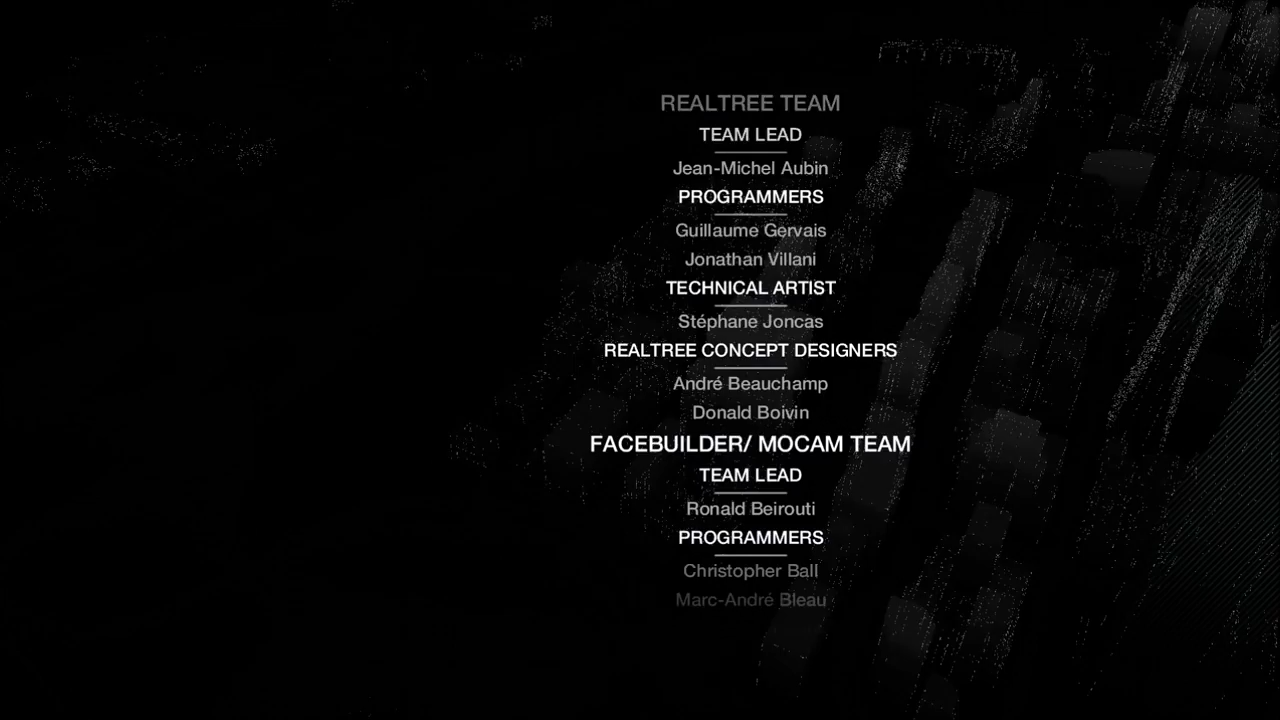 REALTREE TEAM
TEAM LEAD
Jean-Michel Aubin
PROGRAMMERS
Guillaume Gervais
Jonathan Villani
TECHNICAL ARTIST
Stéphane Joncas
REALTREE CONCEPT DESIGNERS
André Beauchamp
Donald Boivin
FACEBUILDER/ MOCAM TEAM
TEAM LEAD
Ronald Beirouti
PROGRAMMERS
Christopher Ball
Marc-André Bleau